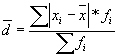 d̅ = ∑|xᵢ − x̅| * fᵢ / ∑fᵢ